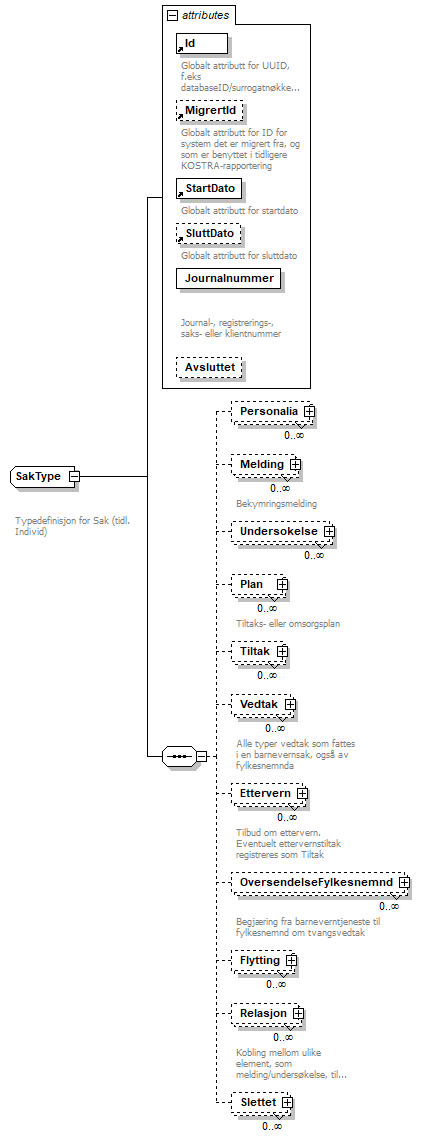 attributes
Id
Globalt attributt for UUID,
f.eks
databaseID/surrogatnøkke...
MigrertId
Globalt attributt for ID for
system det er migrert fra, og
som er benyttet i tidligere
KOSTRA-rapportering
StartDato
Globalt attributt for startdato
SluttDato
Globalt attributt for sluttdato
Journalnummer
Journal-, registrerings-,
saks- eller klientnummer
Avsluttet
SakType
Typedefinisjon for Sak (tidl.
Individ)
Personalia
0..∞
Melding
0..∞
Bekymringsmelding
Undersokelse
0..∞
Plan
0..∞
Tiltaks- eller omsorgsplan
Tiltak
0..∞
Vedtak
0..∞
Alle typer vedtak som fattes
i en barnevernsak, også av
fylkesnemnda
Ettervern
0..∞
Tilbud om ettervern.
Eventuelt ettervernstiltak
registreres som Tiltak
OversendelseFylkesnemnd
0..∞
Begjæring fra barneverntjeneste til
fylkesnemnd om tvangsvedtak
Flytting
0..∞
Relasjon
0..∞
Kobling mellom ulike
element, som
melding/undersøkelse, til...
Slettet
0..∞